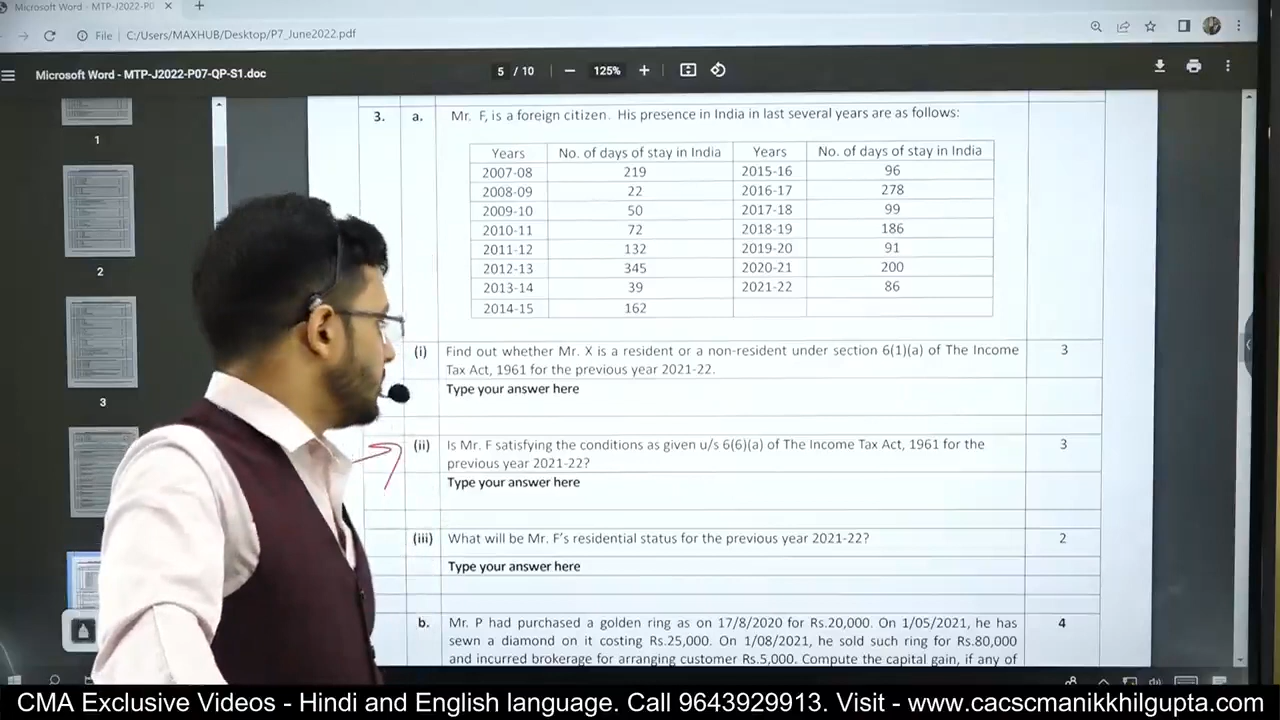 Microsoft Word - MTP-J2022-P0
File | C:/Users/MAXHUB/Desktop/P7_June2022.pdf
Microsoft Word - MTP-J2022-P07-QP-S1.doc
5 / 10
125%
1
2
3
3. a. Mr. F, is a foreign citizen. His presence in India in last several years are as follows:
Years No. of days of stay in India Years No. of days of stay in India
2007-08 219 2015-16 96
2008-09 22 2016-17 278
2009-10 50 2017-18 99
2010-11 72 2018-19 186
2011-12 132 2019-20 91
2012-13 345 2020-21 200
2013-14 39 2021-22 86
2014-15 162
(i) Find out whether Mr. X is a resident or a non-resident under section 6(1)(a) of The Income 3
Tax Act, 1961 for the previous year 2021-22.
Type your answer here
(ii) Is Mr. F satisfying the conditions as given u/s 6(6)(a) of The Income Tax Act, 1961 for the 3
previous year 2021-22?
Type your answer here
(iii) What will be Mr. F's residential status for the previous year 2021-22? 2
Type your answer here
b. Mr. P had purchased a golden ring as on 17/8/2020 for Rs.20,000. On 1/05/2021, he has 4
sewn a diamond on it costing Rs.25,000. On 1/08/2021, he sold such ring for Rs.80,000
and incurred brokerage for arranging customer Rs.5,000. Compute the capital gain, if any of
CMA Exclusive Videos - Hindi and English language. Call 9643929913. Visit - www.cacscmanikkhilgupta.com